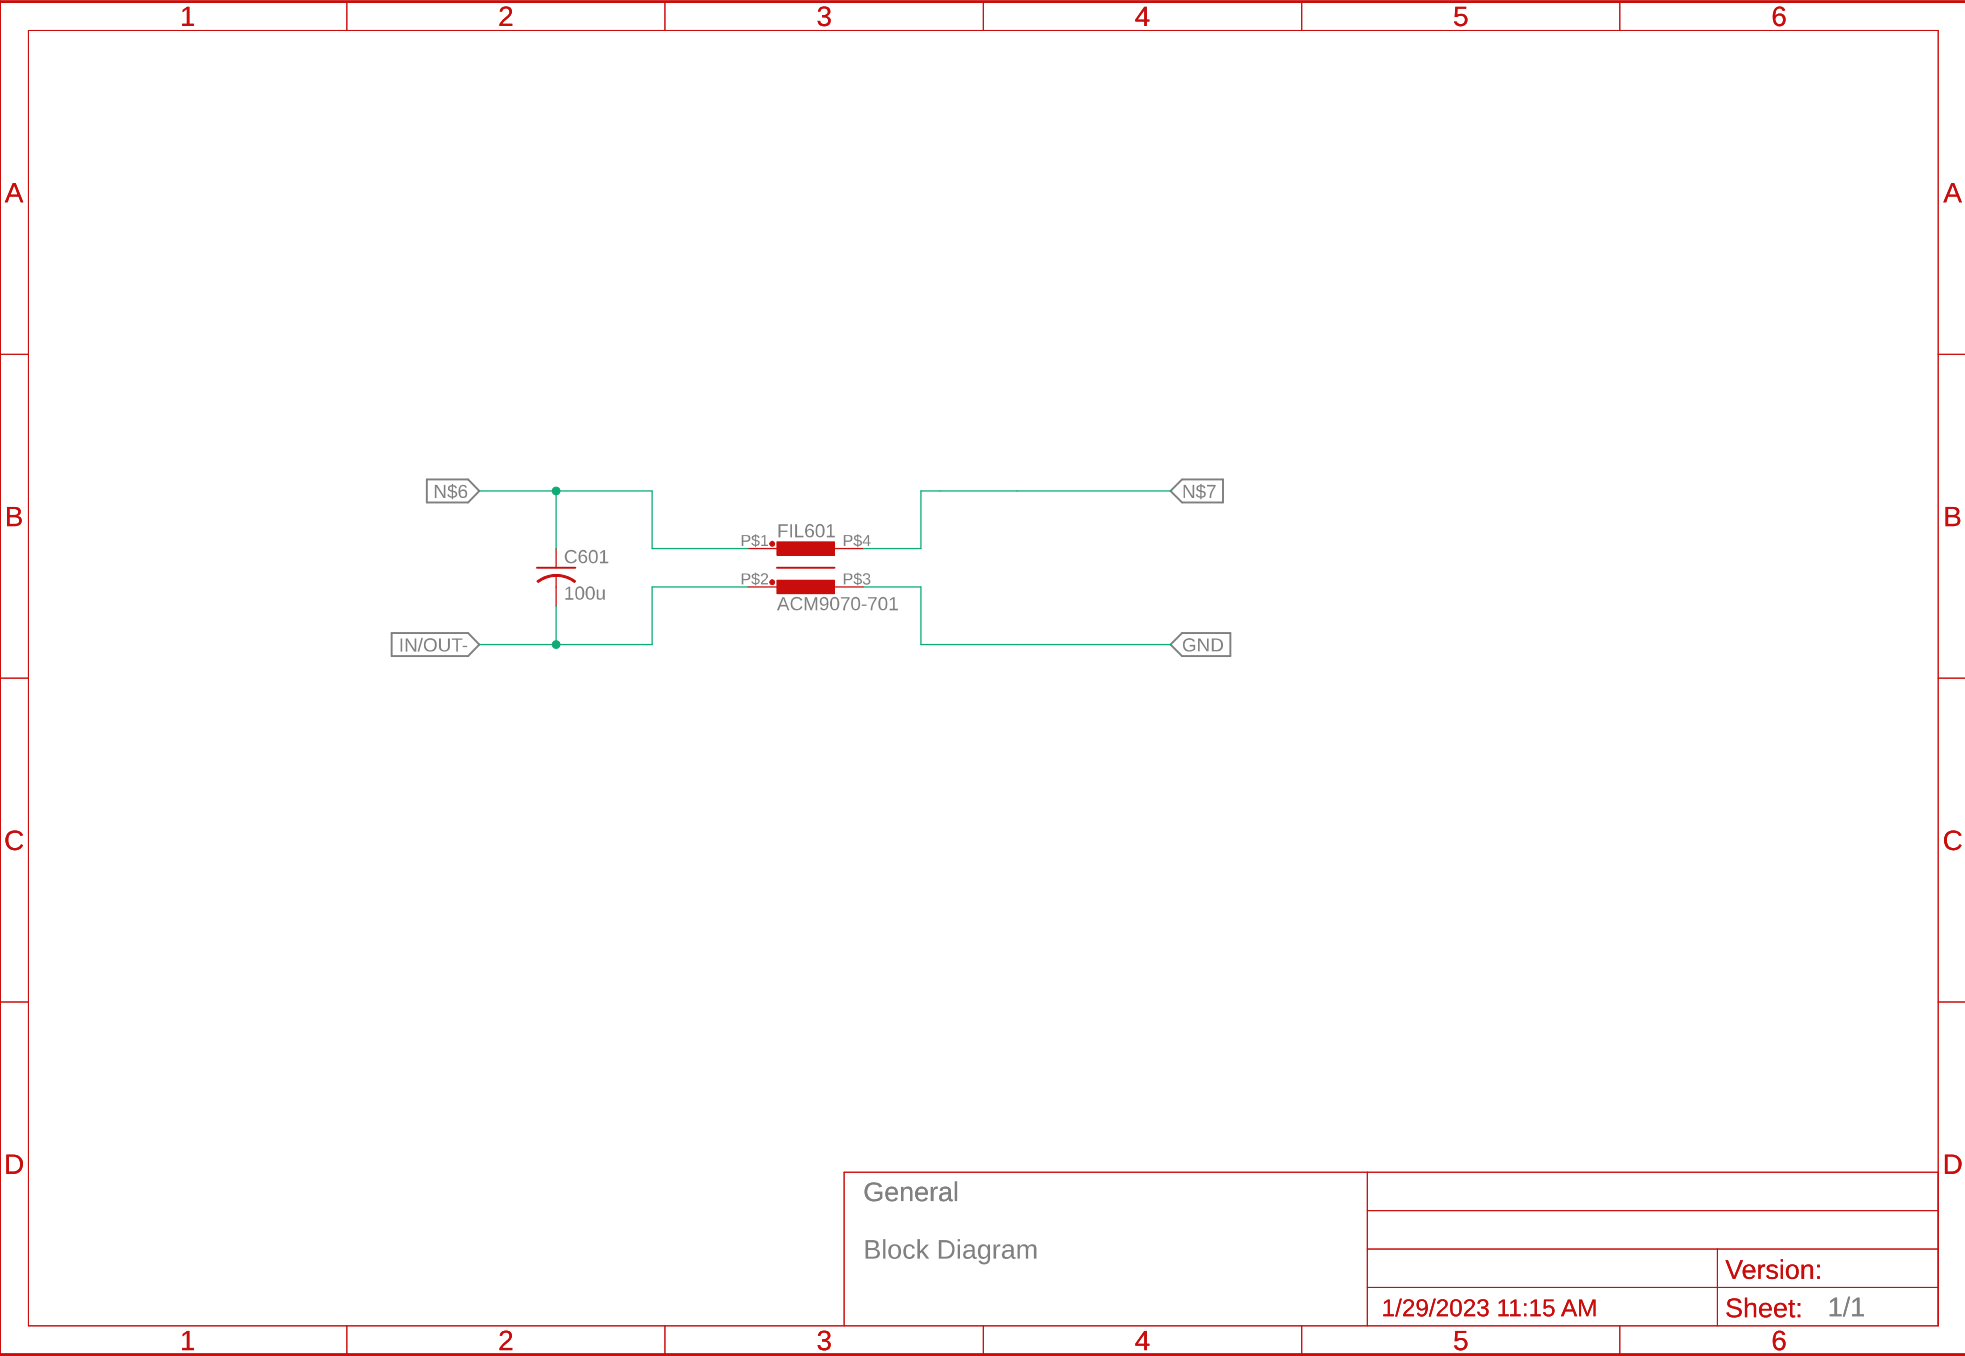 1 2 3 4 5 6
A A
N$6 N$7
B B
FIL601
P$1 P$4
C601
P$2 P$3
100u
ACM9070-701
IN/OUT- GND
C C
D D
General
Block Diagram
Version:
1/29/2023 11:15 AM Sheet: 1/1
1 2 3 4 5 6